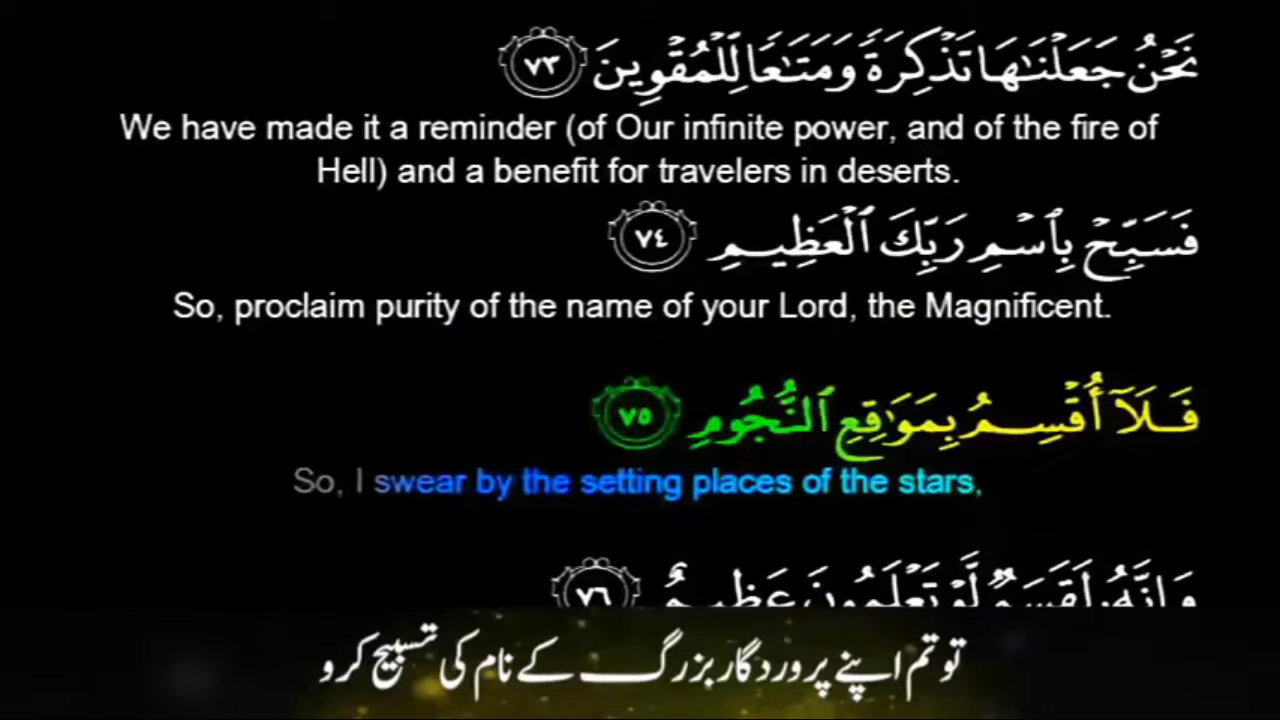 نَحْنُ جَعَلْنَٰهَا تَذْكِرَةً وَمَتَٰعًا لِّلْمُقْوِينَ ٧٣
We have made it a reminder (of Our infinite power, and of the fire of
Hell) and a benefit for travelers in deserts.
فَسَبِّحْ بِٱسْمِ رَبِّكَ ٱلْعَظِيمِ ٧٤
So, proclaim purity of the name of your Lord, the Magnificent.
فَلَآ أُقْسِمُ بِمَوَٰقِعِ ٱلنُّجُومِ ٧٥
So, I swear by the setting places of the stars,
وَإِنَّهُۥ لَقَسَمٌ لَّوْ تَعْلَمُونَ عَظِيمٌ ٧٦
تو تم اپنے پروردگار بزرگ کے نام کی تسبیح کرو